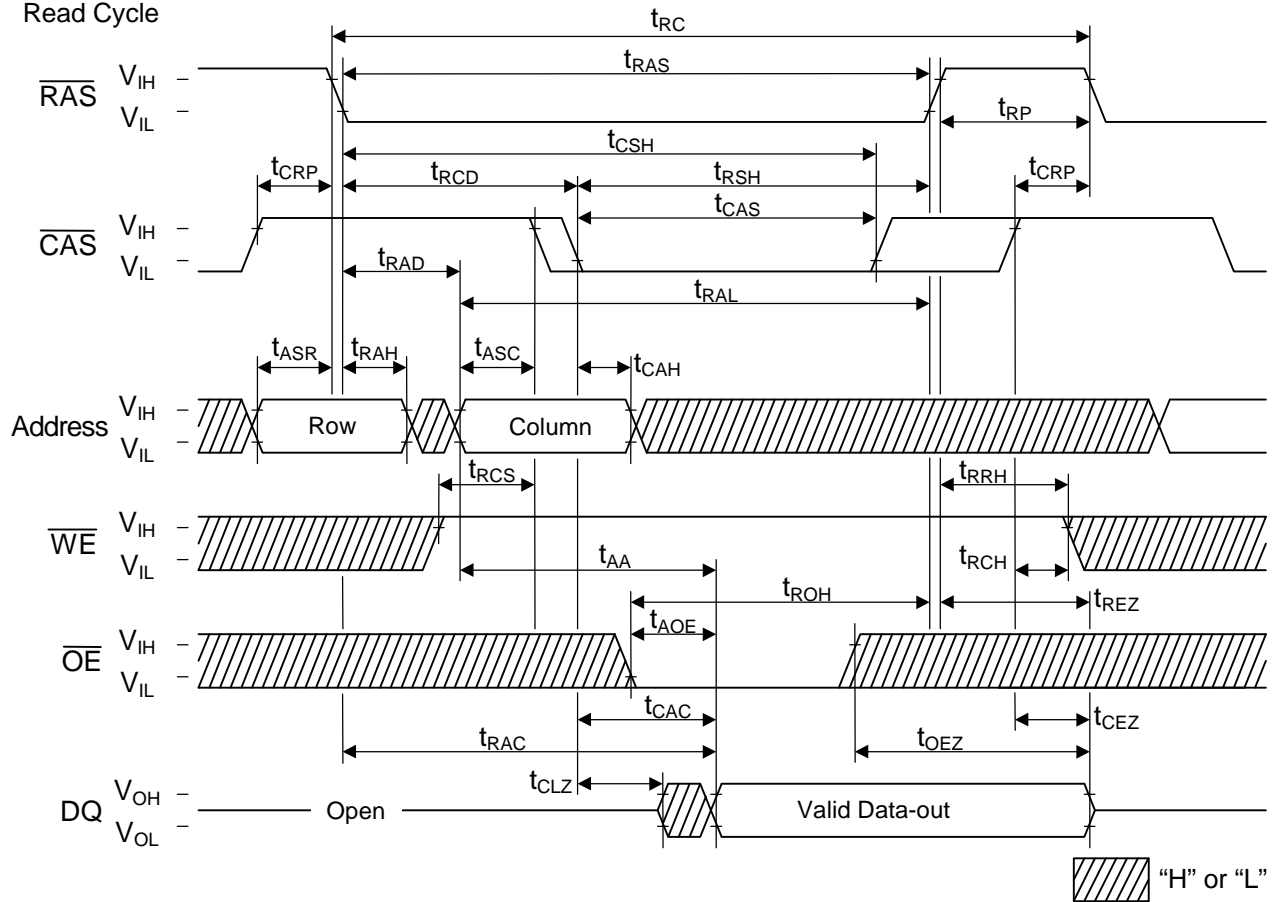 Read Cycle
tRC
RAS
VIH
VIL
tRAS
tRP
tCSH
tCRP
tRCD
tRSH
tCRP
tCAS
CAS
VIH
VIL
tRAD
tRAL
tASR
tRAH
tASC
tCAH
Address
VIH
VIL
Row
Column
tRCS
tRRH
WE
VIH
VIL
tAA
tRCH
tROH
tREZ
tAOE
OE
VIH
VIL
tCAC
tCEZ
tRAC
tOEZ
tCLZ
DQ
VOH
VOL
Open
Valid Data-out
“H” or “L”